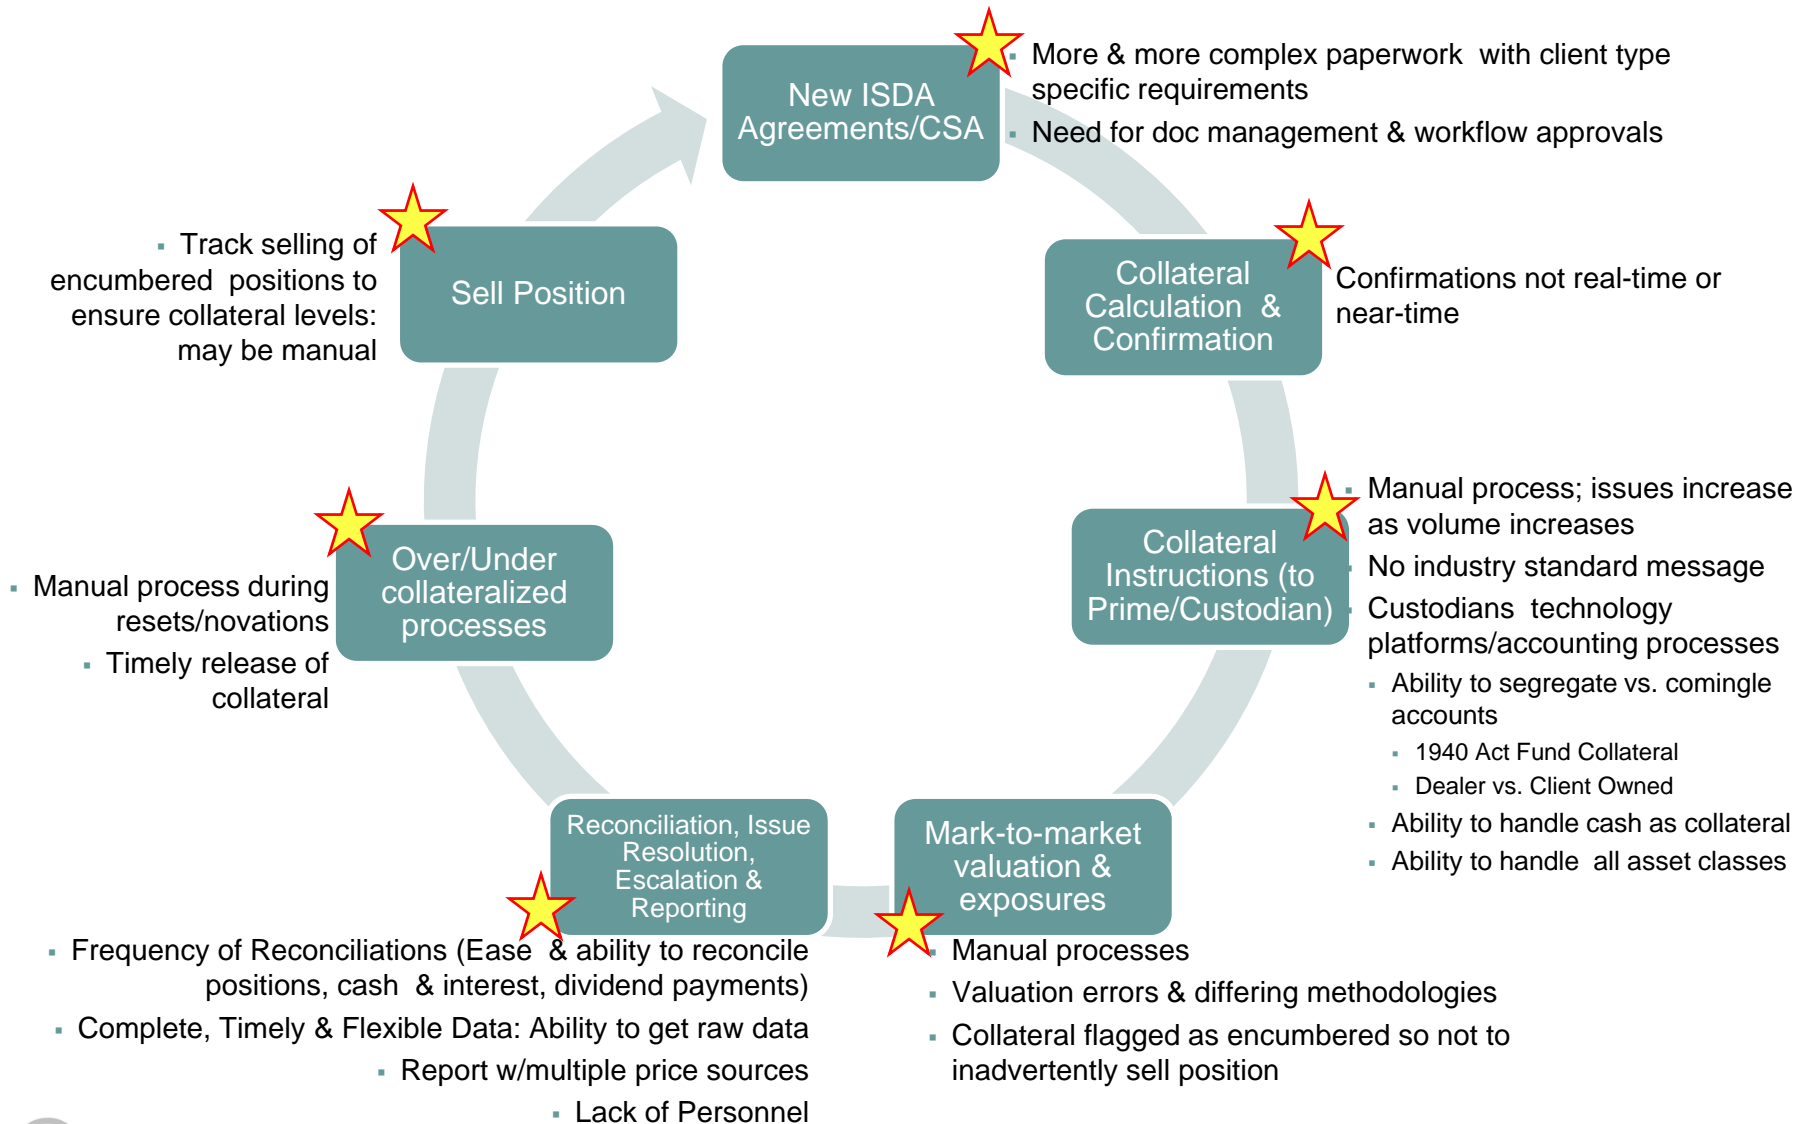 New ISDA
Agreements/CSA
More & more complex paperwork with client type
specific requirements
Need for doc management & workflow approvals
Collateral
Calculation &
Confirmation
Confirmations not real-time or
near-time
Collateral
Instructions (to
Prime/Custodian)
Manual process; issues increase
as volume increases
No industry standard message
Custodians technology
platforms/accounting processes
Ability to segregate vs. comingle
accounts
1940 Act Fund Collateral
Dealer vs. Client Owned
Ability to handle cash as collateral
Ability to handle all asset classes
Mark-to-market
valuation &
exposures
Manual processes
Valuation errors & differing methodologies
Collateral flagged as encumbered so not to
inadvertently sell position
Reconciliation, Issue
Resolution,
Escalation &
Reporting
Frequency of Reconciliations (Ease & ability to reconcile
positions, cash & interest, dividend payments)
Complete, Timely & Flexible Data: Ability to get raw data
Report w/multiple price sources
Lack of Personnel
Over/Under
collateralized
processes
Manual process during
resets/novations
Timely release of
collateral
Sell Position
Track selling of
encumbered positions to
ensure collateral levels:
may be manual